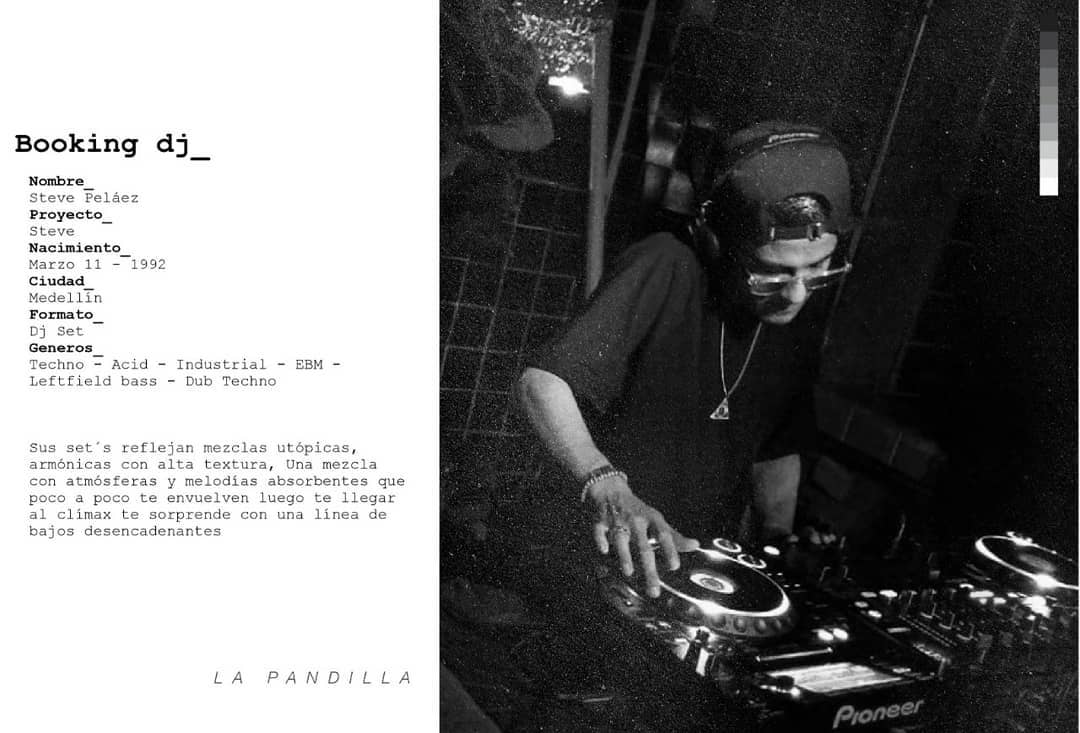 Booking dj_
Nombre_
Steve Peláez
Proyecto_
Steve
Nacimiento_
Marzo 11 - 1992
Ciudad_
Medellín
Formato_
Dj Set
Generos_
Techno - Acid - Industrial - EBM -
Leftfield bass - Dub Techno
Sus set´s reflejan mezclas utópicas,
armónicas con alta textura, Una mezcla
con atmósferas y melodías absorbentes que
poco a poco te envuelven luego te llegar
al clímax te sorprende con una línea de
bajos desencadenantes
LA PANDILLA
Pioneer
Pioneer